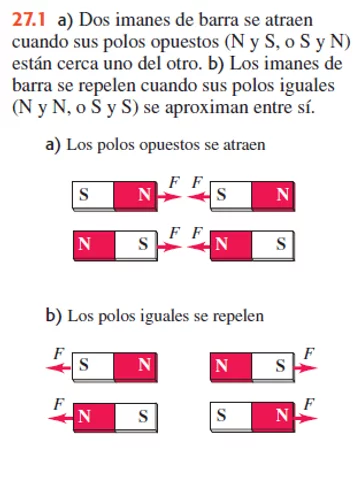 27.1 a) Dos imanes de barra se atraen
cuando sus polos opuestos (N y S, o S y N)
están cerca uno del otro. b) Los imanes de
barra se repelen cuando sus polos iguales
(N y N, o S y S) se aproximan entre sí.
a) Los polos opuestos se atraen
F F
S N S N
F F
N S N S
b) Los polos iguales se repelen
F F
S N N S
F F
N S S N